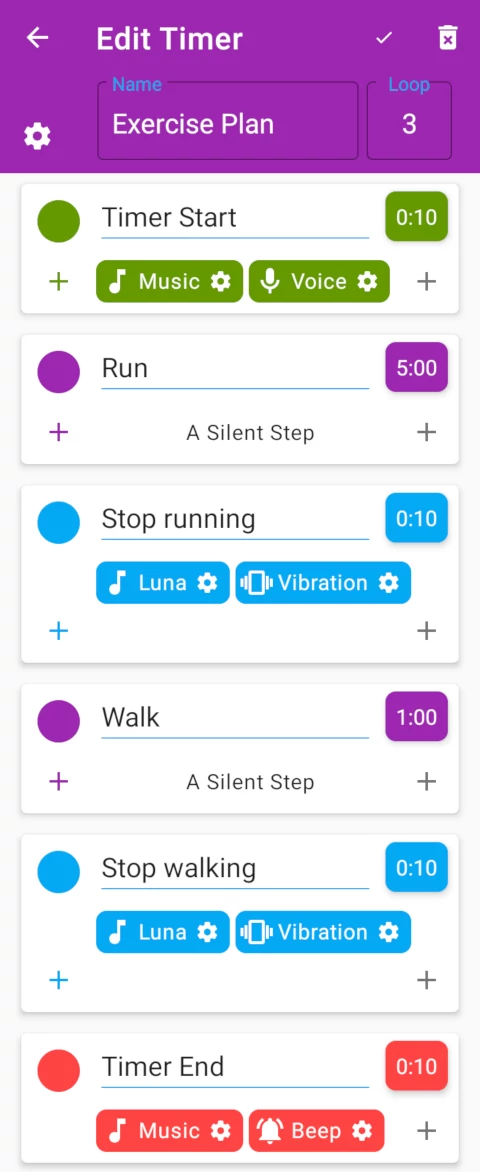 Edit Timer
Name
Loop
Exercise Plan
3
Timer Start
0:10
Music
Voice
Run
5:00
A Silent Step
Stop running
0:10
Luna
Vibration
Walk
1:00
A Silent Step
Stop walking
0:10
Luna
Vibration
Timer End
0:10
Music
Beep